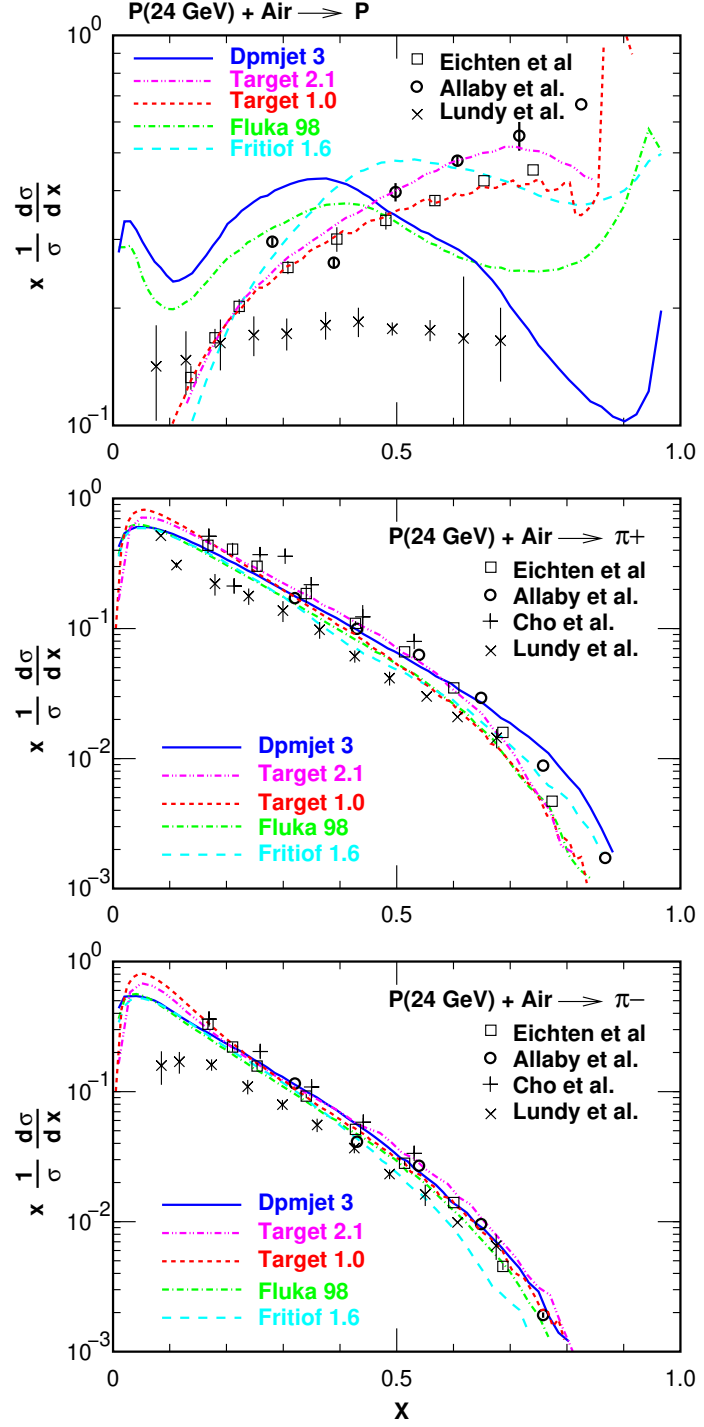 P(24 GeV) + Air ⟶ P
10⁰
10⁻¹
x 1/σ dσ/dx
Dpmjet 3
Target 2.1
Target 1.0
Fluka 98
Fritiof 1.6
Eichten et al
Allaby et al.
Lundy et al.
0
0.5
1.0
10⁰
10⁻¹
10⁻²
10⁻³
x 1/σ dσ/dx
P(24 GeV) + Air ⟶ π+
Eichten et al
Allaby et al.
Cho et al.
Lundy et al.
Dpmjet 3
Target 2.1
Target 1.0
Fluka 98
Fritiof 1.6
0
0.5
1.0
10⁰
10⁻¹
10⁻²
10⁻³
x 1/σ dσ/dx
P(24 GeV) + Air ⟶ π−
Eichten et al
Allaby et al.
Cho et al.
Lundy et al.
Dpmjet 3
Target 2.1
Target 1.0
Fluka 98
Fritiof 1.6
0
0.5
1.0
X